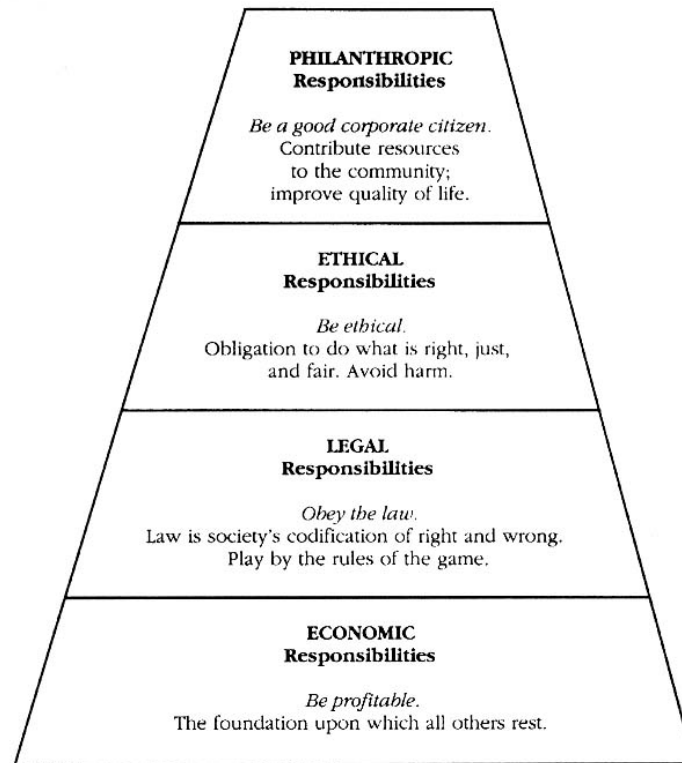 PHILANTHROPIC
Responsibilities
Be a good corporate citizen.
Contribute resources
to the community;
improve quality of life.
ETHICAL
Responsibilities
Be ethical.
Obligation to do what is right, just,
and fair. Avoid harm.
LEGAL
Responsibilities
Obey the law.
Law is society's codification of right and wrong.
Play by the rules of the game.
ECONOMIC
Responsibilities
Be profitable.
The foundation upon which all others rest.